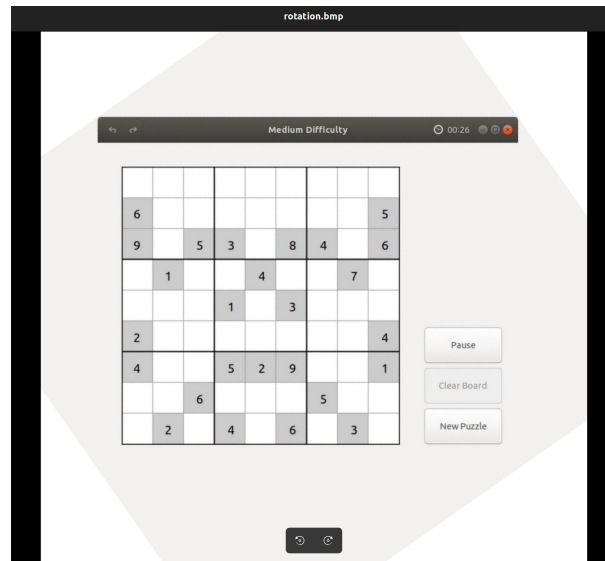 rotation.bmp
Medium Difficulty 00:26
6 5
9 5 3 8 4 6
1 4 7
1 3
2 4
4 5 2 9 1
6 5
2 4 6 3
Pause
Clear Board
New Puzzle